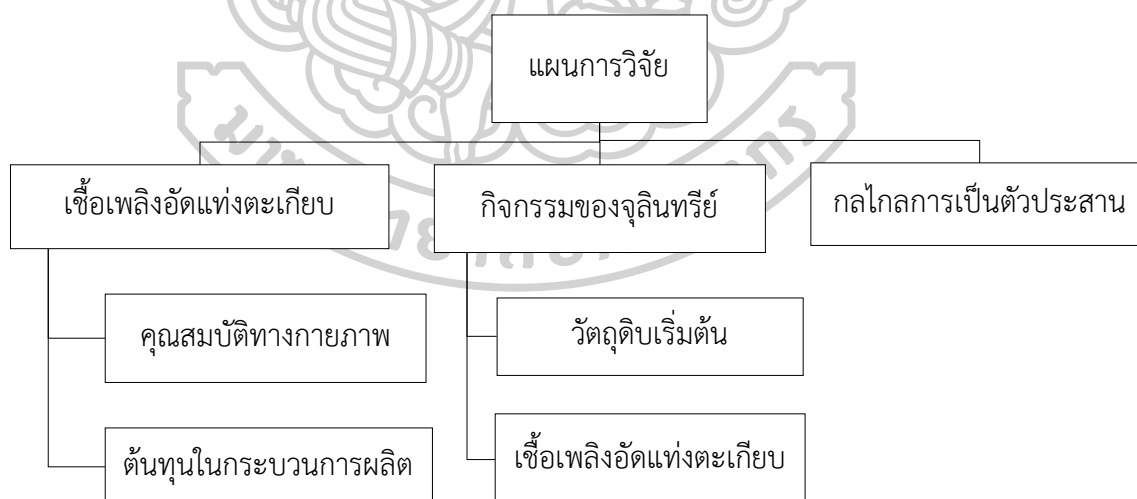 แผนการวิจัย
เชื้อเพลิงอัดแท่งตะเกียบ
กิจกรรมของจุลินทรีย์
กลไกลการเป็นตัวประสาน
คุณสมบัติทางกายภาพ
วัตถุดิบเริ่มต้น
ต้นทุนในกระบวนการผลิต
เชื้อเพลิงอัดแท่งตะเกียบ